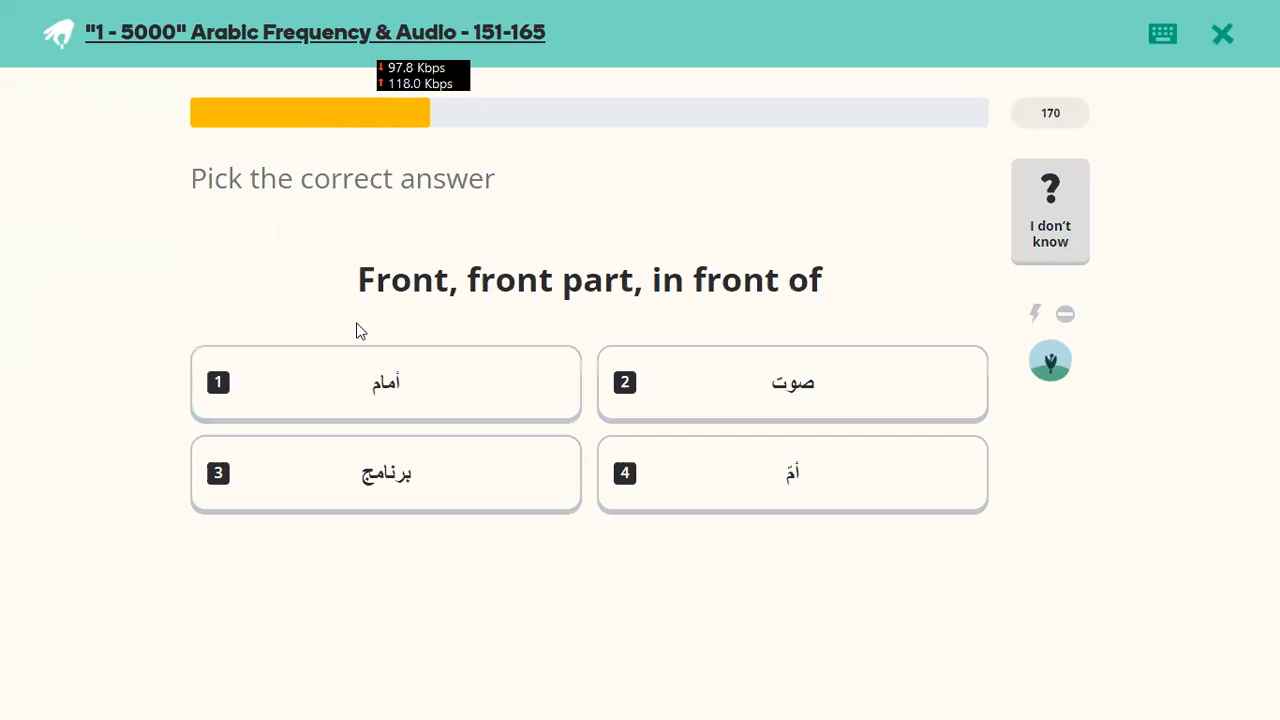 "1 - 5000" Arabic Frequency & Audio - 151-165
97.8 Kbps
118.0 Kbps
170
Pick the correct answer
?
I don't
know
Front, front part, in front of
1 أمام
2 صوت
3 برنامج
4 أمّ